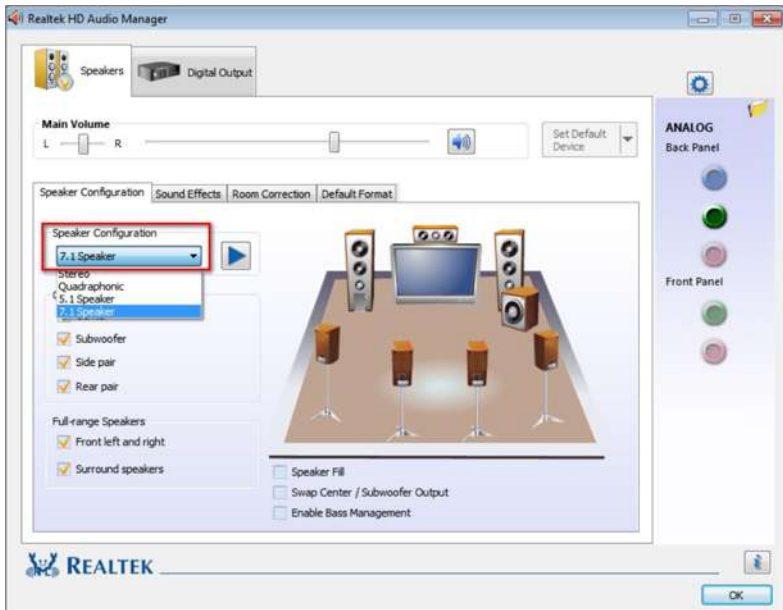 Realtek HD Audio Manager
Speakers
Digital Output
Main Volume
L
R
Set Default
Device
ANALOG
Back Panel
Speaker Configuration
Sound Effects
Room Correction
Default Format
Speaker Configuration
7.1 Speaker
Stereo
Quadraphonic
5.1 Speaker
7.1 Speaker
Subwoofer
Side pair
Rear pair
Full-range Speakers
Front left and right
Surround speakers
Speaker Fill
Swap Center / Subwoofer Output
Enable Bass Management
Front Panel
REALTEK
i
OK